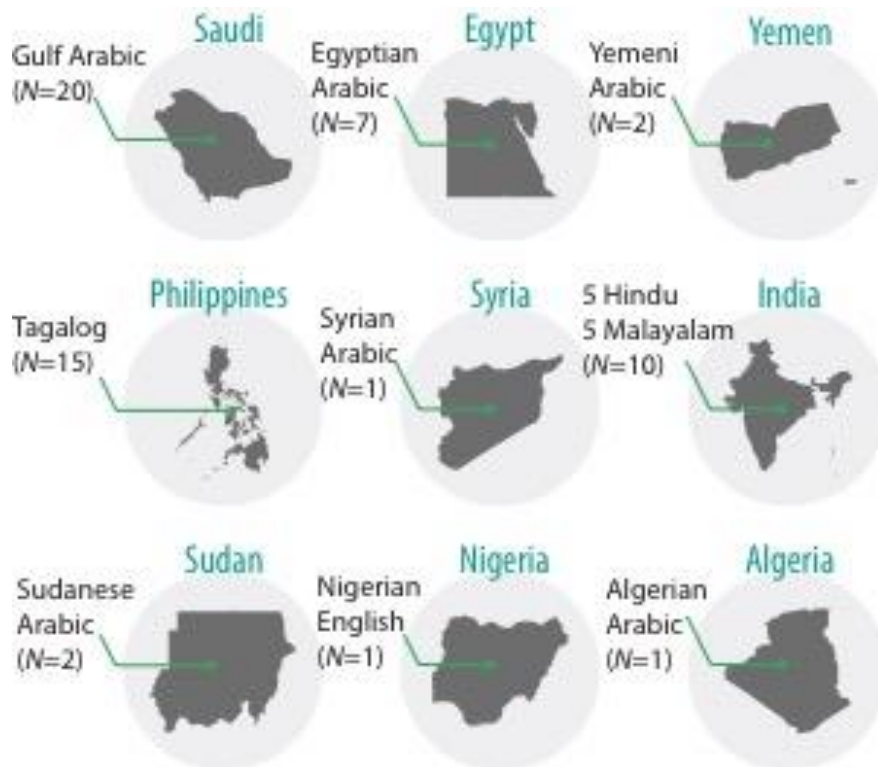 Saudi
Gulf Arabic
(N=20)
Egypt
Egyptian
Arabic
(N=7)
Yemen
Yemeni
Arabic
(N=2)
Philippines
Tagalog
(N=15)
Syria
Syrian
Arabic
(N=1)
India
5 Hindu
5 Malayalam
(N=10)
Sudan
Sudanese
Arabic
(N=2)
Nigeria
Nigerian
English
(N=1)
Algeria
Algerian
Arabic
(N=1)